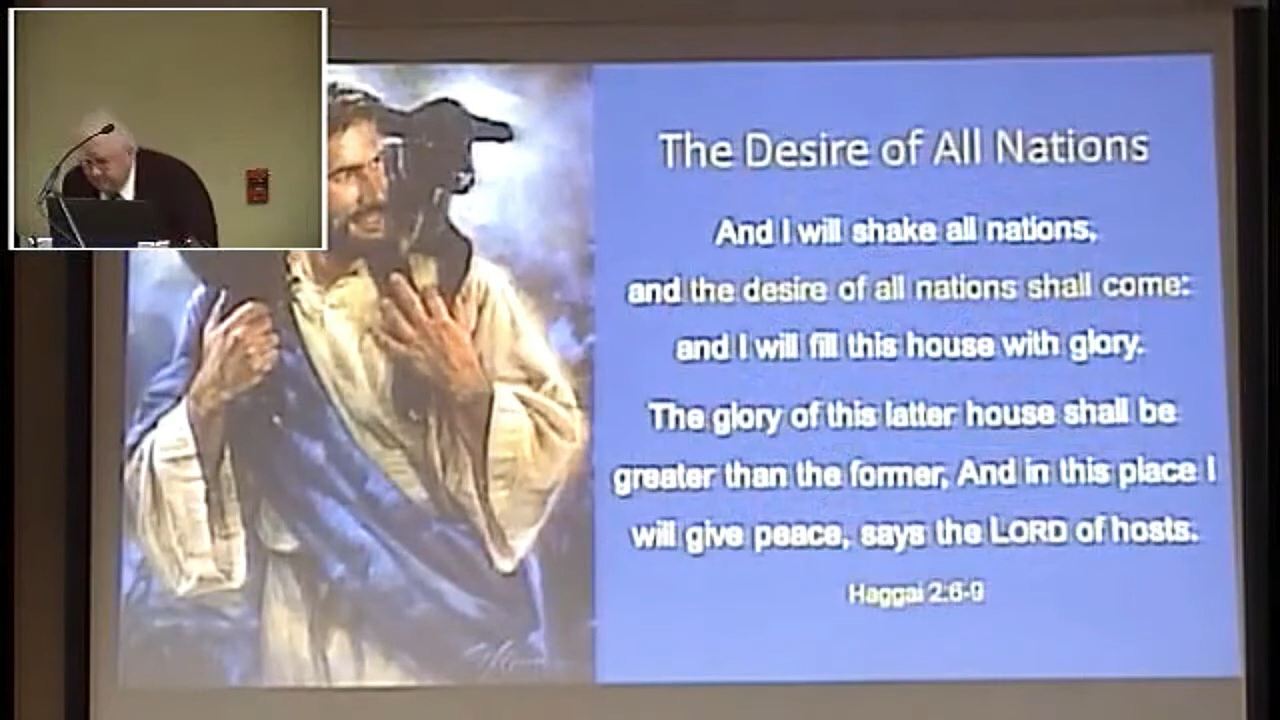 The Desire of All Nations
And I will shake all nations,
and the desire of all nations shall come:
and I will fill this house with glory.
The glory of this latter house shall be
greater than the former, And in this place I
will give peace, says the LORD of hosts.
Haggai 2:6-9